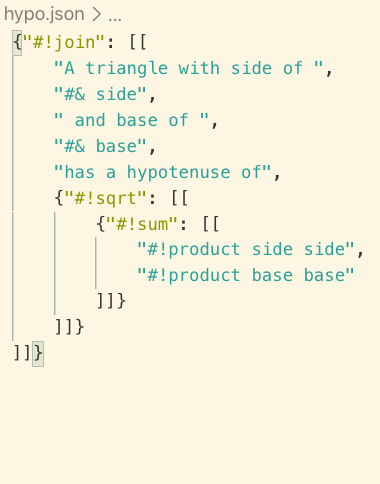 hypo.json > ...
{"#!join": [[
    "A triangle with side of ",
    "#& side",
    " and base of ",
    "#& base",
    "has a hypotenuse of",
    {"#!sqrt": [[
        {"#!sum": [[
            "#!product side side",
            "#!product base base"
        ]]}
    ]]}
]]}